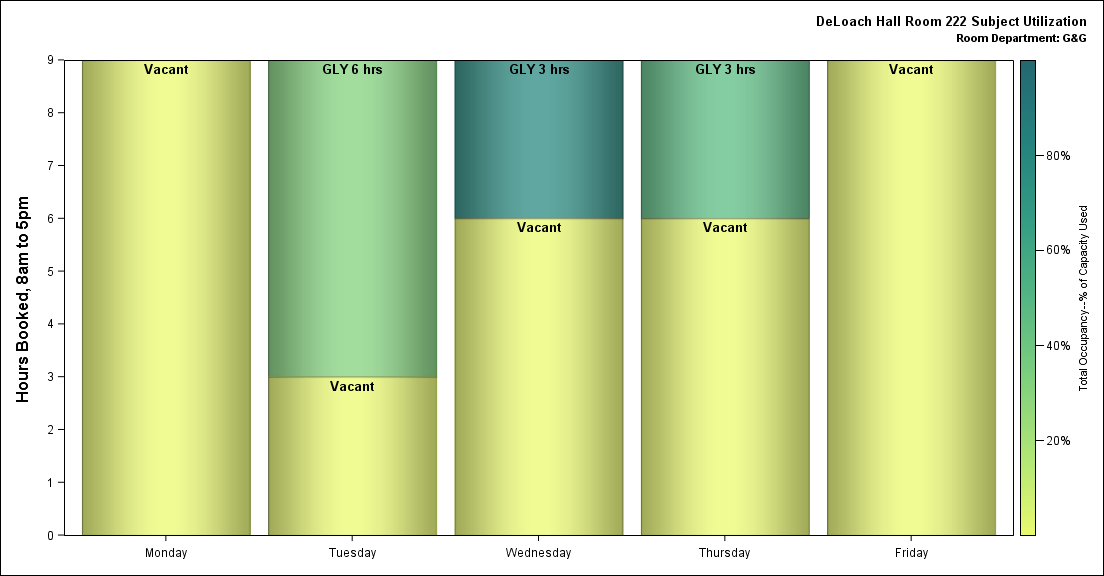 DeLoach Hall Room 222 Subject Utilization
Room Department: G&G
Hours Booked, 8am to 5pm
9
8
7
6
5
4
3
2
1
0
Vacant
GLY 6 hrs
GLY 3 hrs
GLY 3 hrs
Vacant
Vacant
Vacant
Vacant
Monday
Tuesday
Wednesday
Thursday
Friday
80%
60%
40%
20%
Total Occupancy--% of Capacity Used